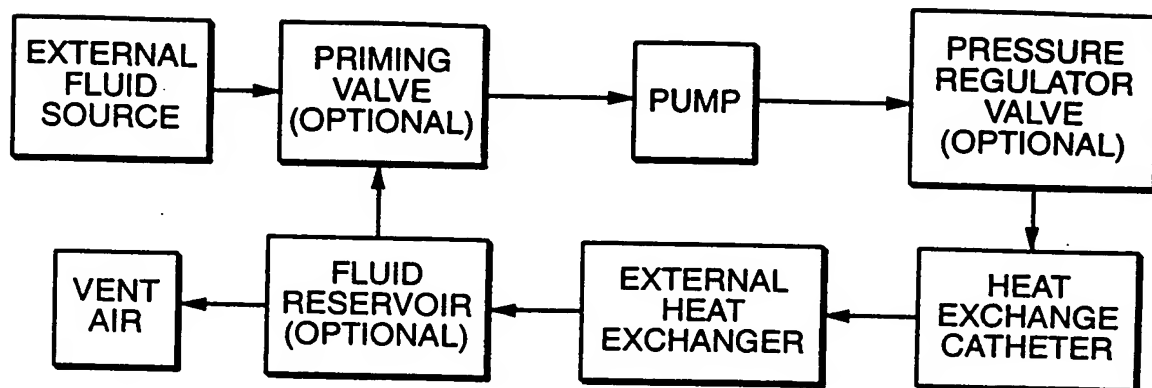 EXTERNAL
FLUID
SOURCE
PRIMING
VALVE
(OPTIONAL)
PUMP
PRESSURE
REGULATOR
VALVE
(OPTIONAL)
VENT
AIR
FLUID
RESERVOIR
(OPTIONAL)
EXTERNAL
HEAT
EXCHANGER
HEAT
EXCHANGE
CATHETER